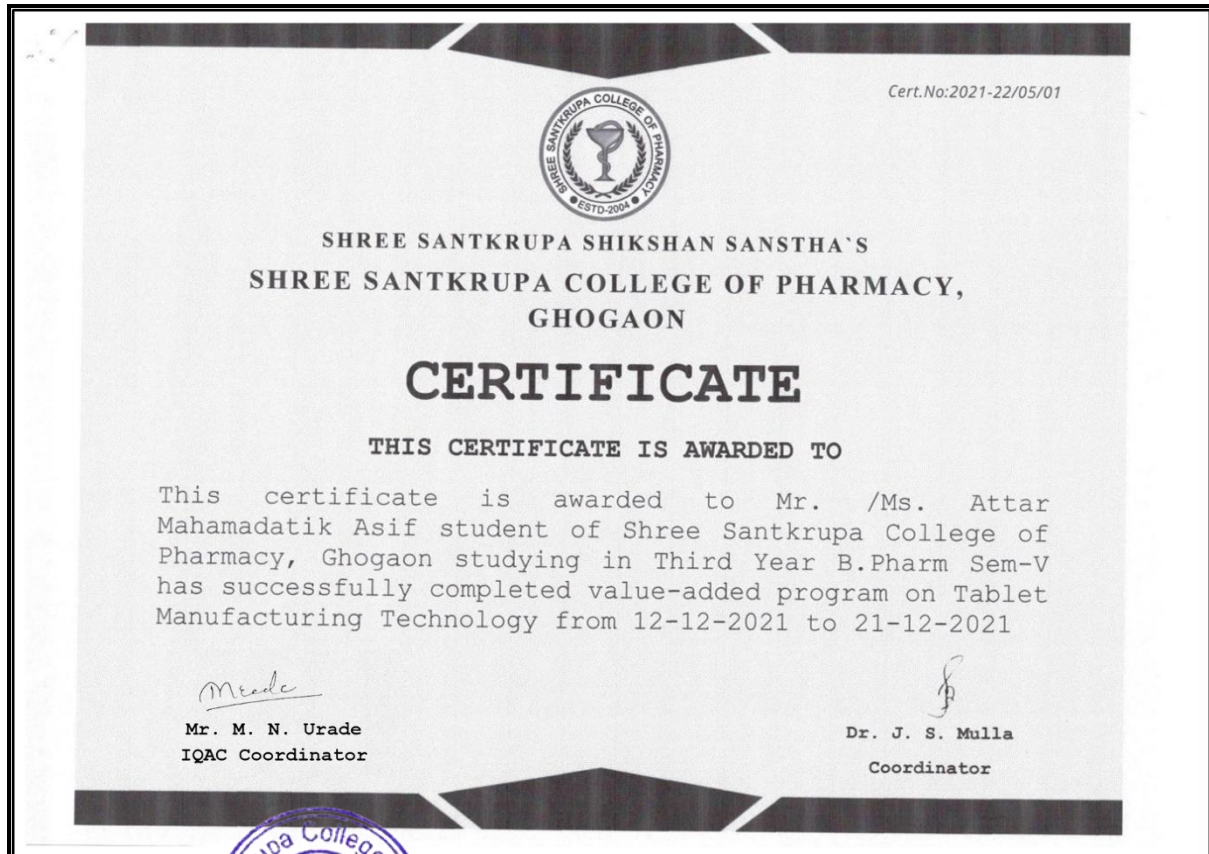 Cert.No:2021-22/05/01
SHREE SANTKRUPA COLLEGE OF PHARMACY
ESTD-2004
SHREE SANTKRUPA SHIKSHAN SANSTHA`S
SHREE SANTKRUPA COLLEGE OF PHARMACY,
GHOGAON
CERTIFICATE
THIS CERTIFICATE IS AWARDED TO
This certificate is awarded to Mr. /Ms. Attar
Mahamadatik Asif student of Shree Santkrupa College of
Pharmacy, Ghogaon studying in Third Year B.Pharm Sem-V
has successfully completed value-added program on Tablet
Manufacturing Technology from 12-12-2021 to 21-12-2021
Mr. M. N. Urade
IQAC Coordinator
Dr. J. S. Mulla
Coordinator
College